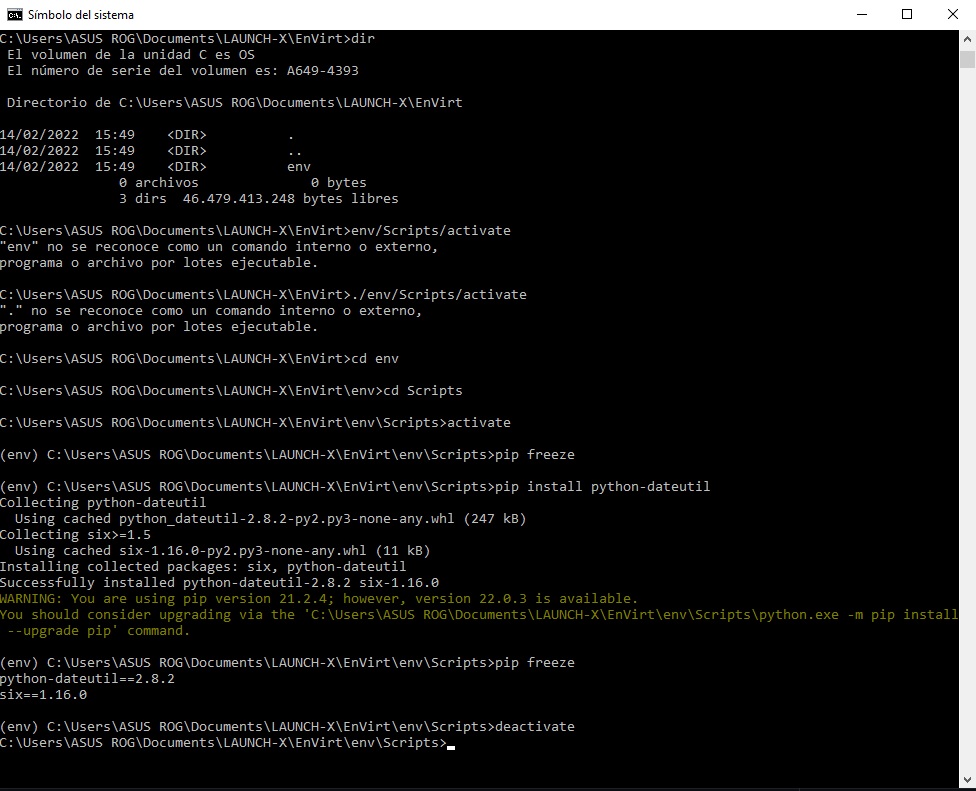 Símbolo del sistema
C:\Users\ASUS ROG\Documents\LAUNCH-X\EnVirt>dir
 El volumen de la unidad C es OS
 El número de serie del volumen es: A649-4393

 Directorio de C:\Users\ASUS ROG\Documents\LAUNCH-X\EnVirt

14/02/2022  15:49    <DIR>          .
14/02/2022  15:49    <DIR>          ..
14/02/2022  15:49    <DIR>          env
               0 archivos              0 bytes
               3 dirs  46.479.413.248 bytes libres

C:\Users\ASUS ROG\Documents\LAUNCH-X\EnVirt>env/Scripts/activate
"env" no se reconoce como un comando interno o externo,
programa o archivo por lotes ejecutable.

C:\Users\ASUS ROG\Documents\LAUNCH-X\EnVirt>./env/Scripts/activate
"." no se reconoce como un comando interno o externo,
programa o archivo por lotes ejecutable.

C:\Users\ASUS ROG\Documents\LAUNCH-X\EnVirt>cd env

C:\Users\ASUS ROG\Documents\LAUNCH-X\EnVirt\env>cd Scripts

C:\Users\ASUS ROG\Documents\LAUNCH-X\EnVirt\env\Scripts>activate

(env) C:\Users\ASUS ROG\Documents\LAUNCH-X\EnVirt\env\Scripts>pip freeze

(env) C:\Users\ASUS ROG\Documents\LAUNCH-X\EnVirt\env\Scripts>pip install python-dateutil
Collecting python-dateutil
  Using cached python_dateutil-2.8.2-py2.py3-none-any.whl (247 kB)
Collecting six>=1.5
  Using cached six-1.16.0-py2.py3-none-any.whl (11 kB)
Installing collected packages: six, python-dateutil
Successfully installed python-dateutil-2.8.2 six-1.16.0
WARNING: You are using pip version 21.2.4; however, version 22.0.3 is available.
You should consider upgrading via the 'C:\Users\ASUS ROG\Documents\LAUNCH-X\EnVirt\env\Scripts\python.exe -m pip install
 --upgrade pip' command.

(env) C:\Users\ASUS ROG\Documents\LAUNCH-X\EnVirt\env\Scripts>pip freeze
python-dateutil==2.8.2
six==1.16.0

(env) C:\Users\ASUS ROG\Documents\LAUNCH-X\EnVirt\env\Scripts>deactivate
C:\Users\ASUS ROG\Documents\LAUNCH-X\EnVirt\env\Scripts>